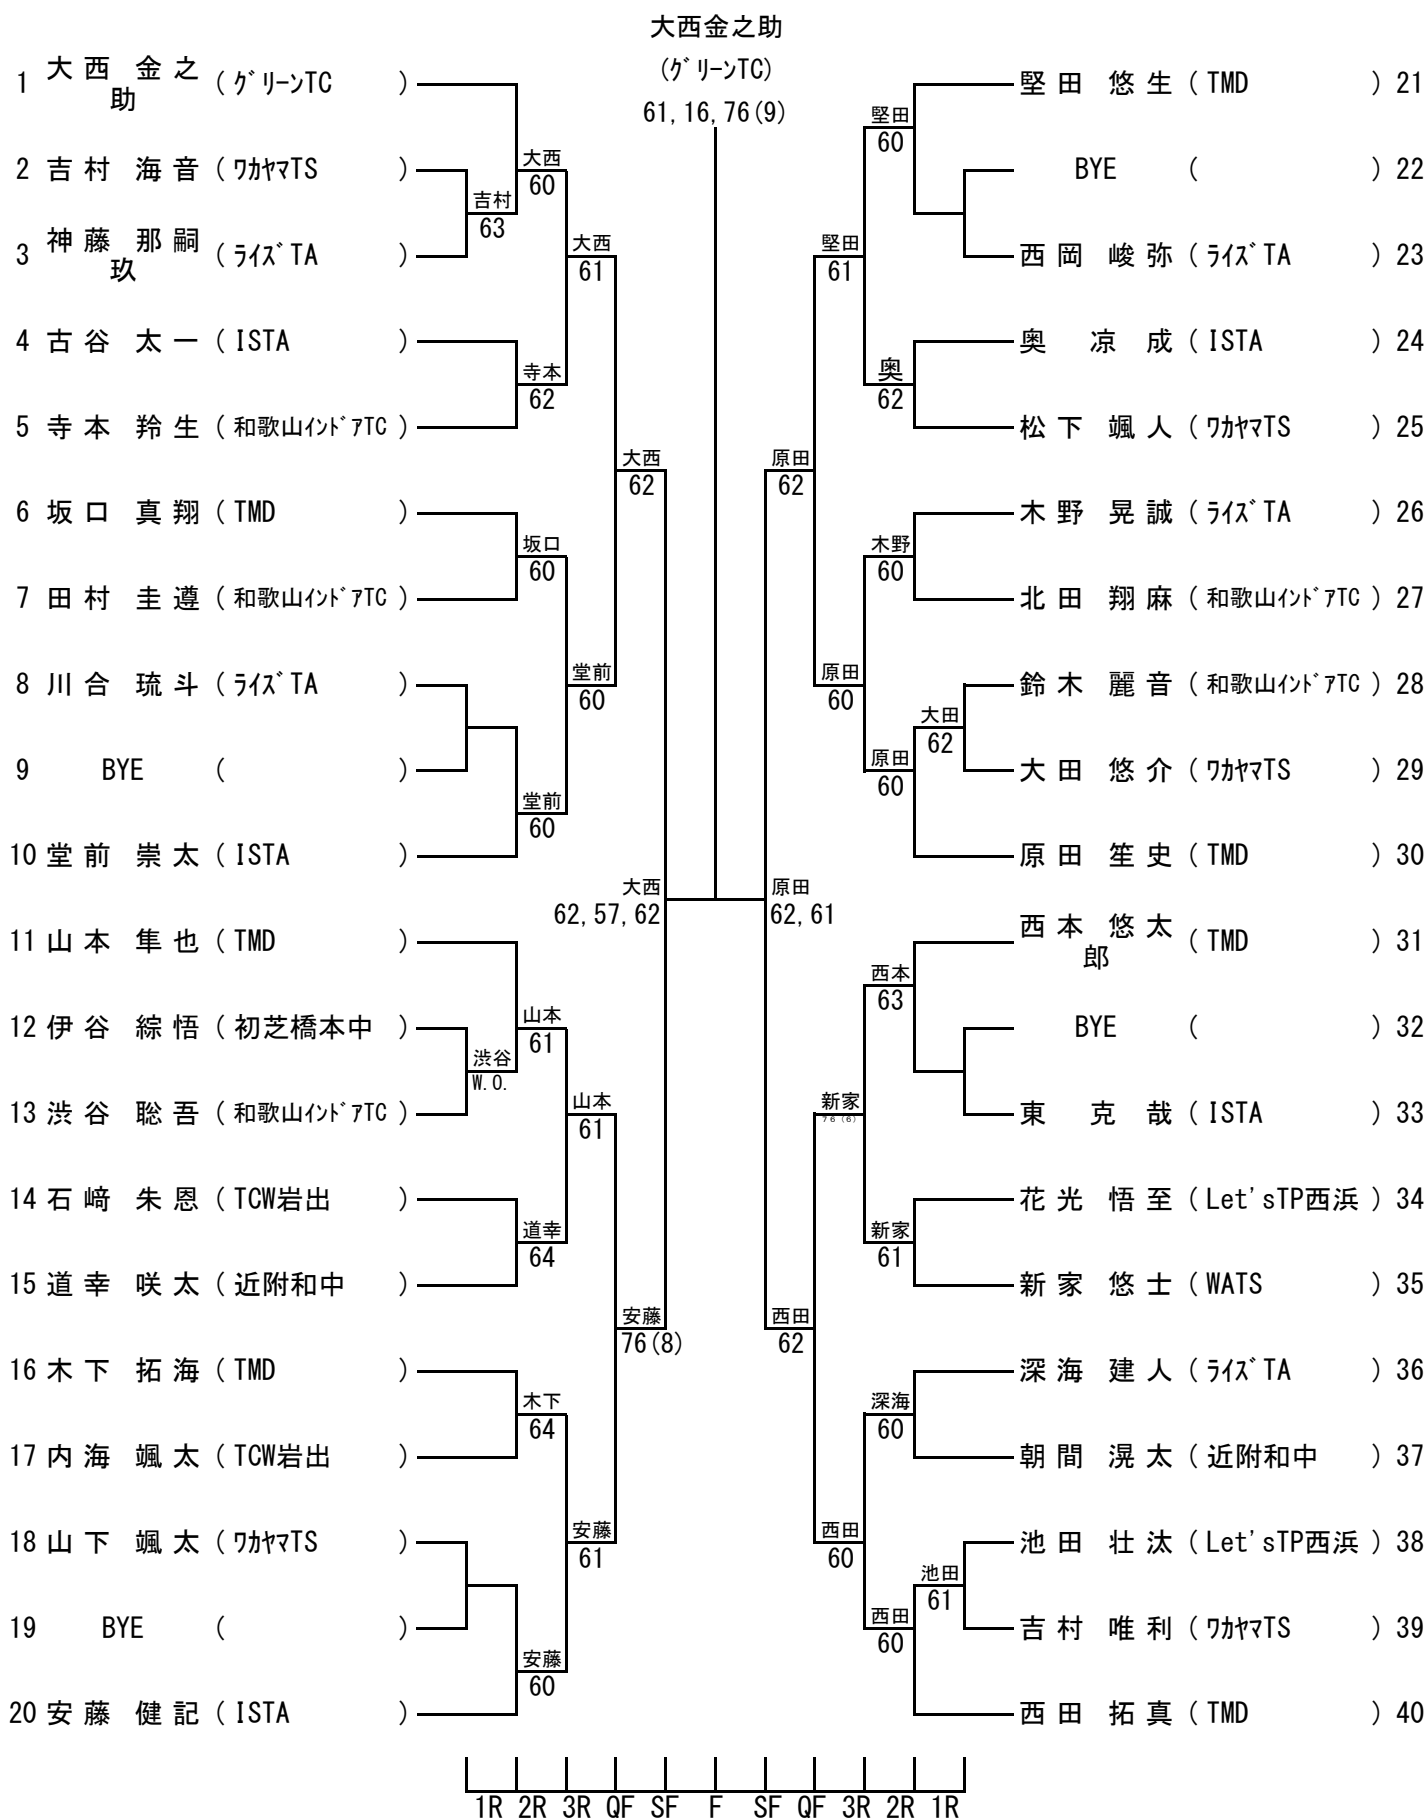 大西金之助
(グリーンTC)
61,16,76(9)
1 大西 金之助 (グリーンTC)
2 吉村 海音 (ワカヤマTS)
3 神藤 那嗣玖 (ライズTA)
4 古谷 太一 (ISTA)
5 寺本 羚生 (和歌山インドアTC)
6 坂口 真翔 (TMD)
7 田村 圭遵 (和歌山インドアTC)
8 川合 琉斗 (ライズTA)
9 BYE ( )
10 堂前 崇太 (ISTA)
11 山本 隼也 (TMD)
12 伊谷 綜悟 (初芝橋本中)
13 渋谷 聡吾 (和歌山インドアTC)
14 石﨑 朱恩 (TCW岩出)
15 道幸 咲太 (近附和中)
16 木下 拓海 (TMD)
17 内海 颯太 (TCW岩出)
18 山下 颯太 (ワカヤマTS)
19 BYE ( )
20 安藤 健記 (ISTA)
吉村
63
渋谷
W.O.
大西
60
寺本
62
坂口
60
堂前
60
山本
61
道幸
64
木下
64
安藤
60
大西
61
堂前
60
山本
61
安藤
61
大西
62
安藤
76(8)
大西
62,57,62
原田
62,61
原田
62
西田
62
堅田
61
原田
60
新家
76(6)
西田
60
堅田
60
奥
62
木野
60
原田
60
西本
63
新家
61
深海
60
西田
60
大田
62
池田
61
堅田 悠生 (TMD) 21
BYE ( ) 22
西岡 峻弥 (ライズTA) 23
奥 凉成 (ISTA) 24
松下 颯人 (ワカヤマTS) 25
木野 晃誠 (ライズTA) 26
北田 翔麻 (和歌山インドアTC) 27
鈴木 麗音 (和歌山インドアTC) 28
大田 悠介 (ワカヤマTS) 29
原田 笙史 (TMD) 30
西本 悠太郎 (TMD) 31
BYE ( ) 32
東 克哉 (ISTA) 33
花光 悟至 (Let'sTP西浜) 34
新家 悠士 (WATS) 35
深海 建人 (ライズTA) 36
朝間 滉太 (近附和中) 37
池田 壮汰 (Let'sTP西浜) 38
吉村 唯利 (ワカヤマTS) 39
西田 拓真 (TMD) 40
1R 2R 3R QF SF F SF QF 3R 2R 1R